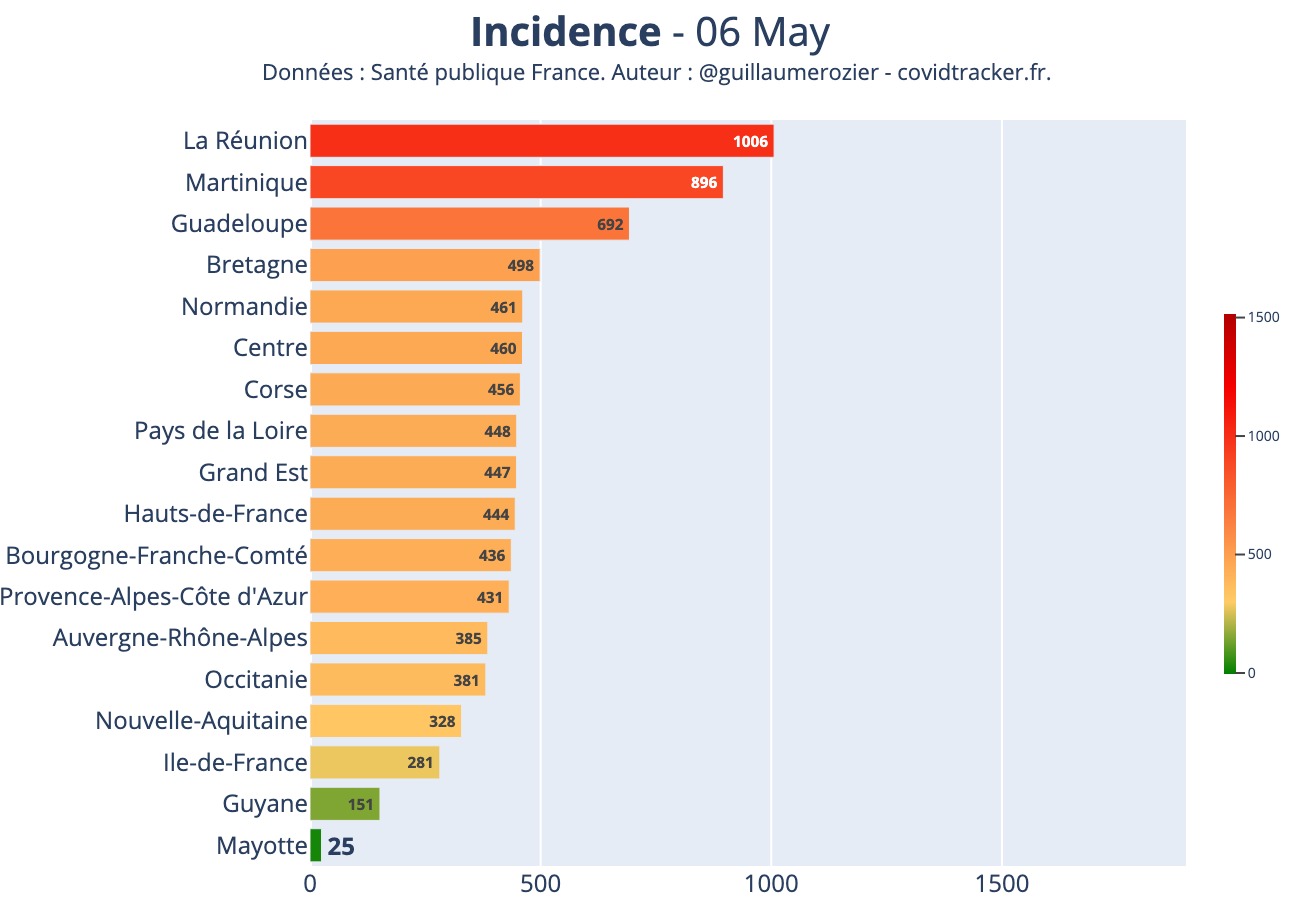 Incidence - 06 May
Données : Santé publique France. Auteur : @guillaumerozier - covidtracker.fr.
La Réunion 1006
Martinique 896
Guadeloupe 692
Bretagne 498
Normandie 461
Centre 460
Corse 456
Pays de la Loire 448
Grand Est 447
Hauts-de-France 444
Bourgogne-Franche-Comté 436
Provence-Alpes-Côte d'Azur 431
Auvergne-Rhône-Alpes 385
Occitanie 381
Nouvelle-Aquitaine 328
Ile-de-France 281
Guyane 151
Mayotte 25
0 500 1000 1500
1500
1000
500
0